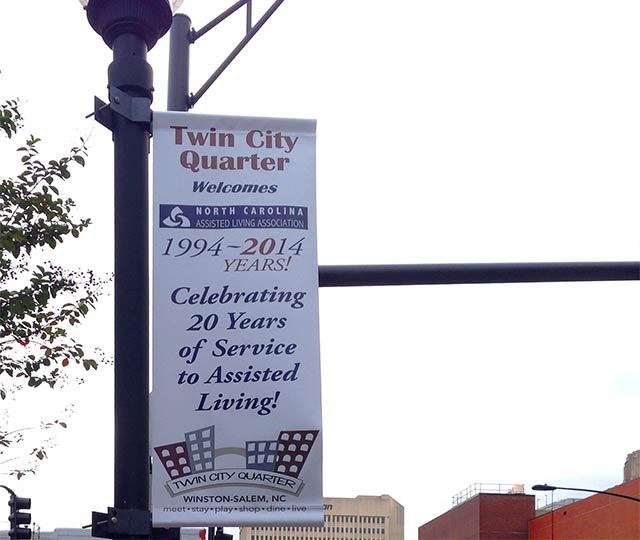 Twin City
Quarter
Welcomes
NORTH CAROLINA
ASSISTED LIVING ASSOCIATION
1994~2014
YEARS!
Celebrating
20 Years
of Service
to Assisted
Living!
TWIN CITY QUARTER
WINSTON-SALEM, NC
meet • stay • play • shop • dine • live